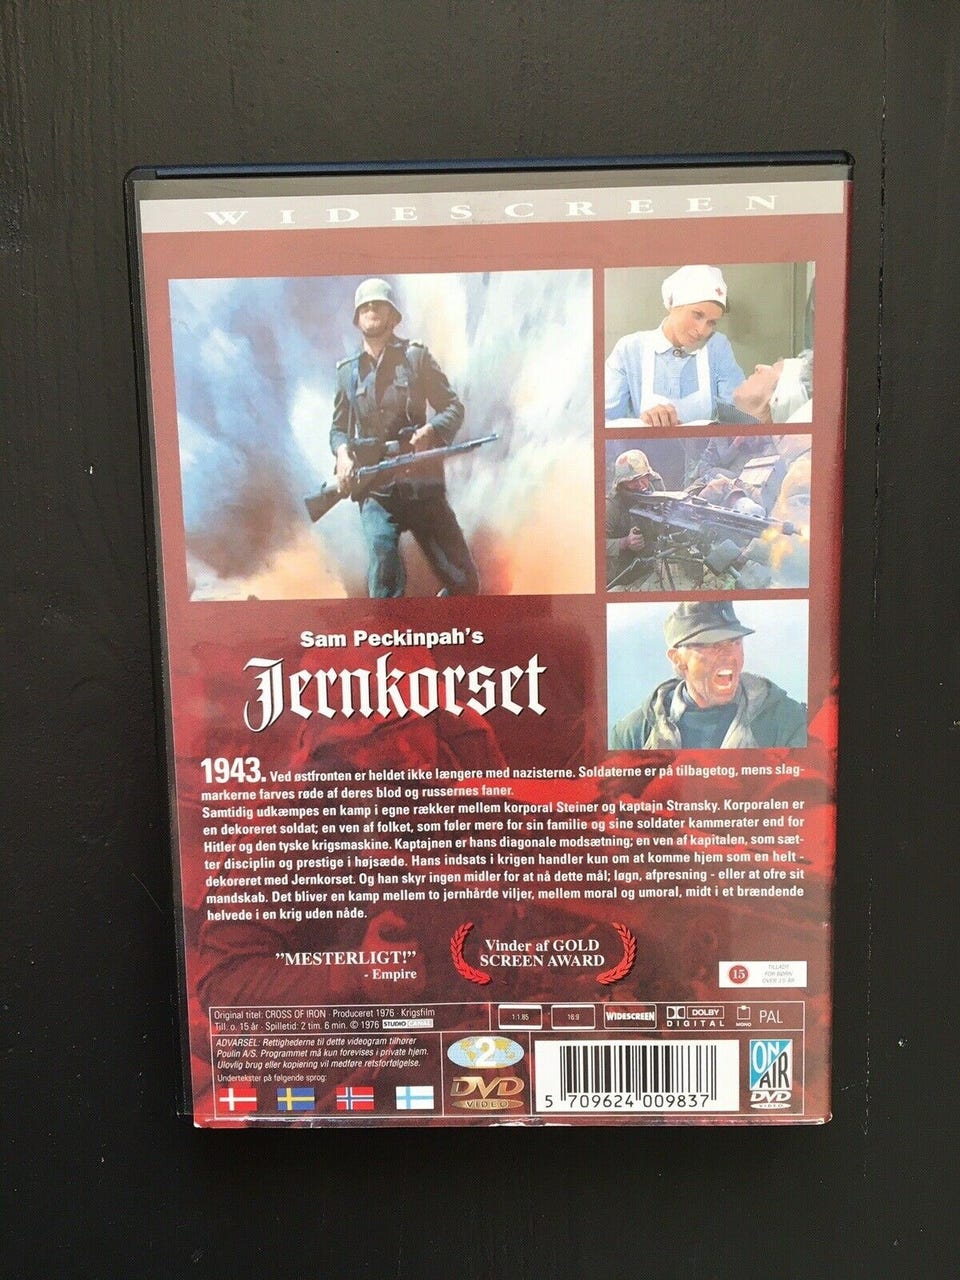 WIDESCREEN
Sam Peckinpah's
Jernkorset
1943. Ved østfronten er heldet ikke længere med nazisterne. Soldaterne er på tilbagetog, mens slag-
markerne farves røde af deres blod og russernes faner.
Samtidig udkæmpes en kamp i egne rækker mellem korporal Steiner og kaptajn Stransky. Korporalen er
en dekoreret soldat; en ven af folket, som føler mere for sin familie og sine soldater kammerater end for
Hitler og den tyske krigsmaskine. Kaptajnen er hans diagonale modsætning; en ven af kapitalen, som sæt-
ter disciplin og prestige i højsæde. Hans indsats i krigen handler kun om at komme hjem som en helt -
dekoreret med Jernkorset. Og han skyr ingen midler for at nå dette mål; løgn, afpresning - eller at ofre sit
mandskab. Det bliver en kamp mellem to jernhårde viljer, mellem moral og umoral, midt i et brændende
helvede i en krig uden nåde.
"MESTERLIGT!"
- Empire
Vinder af GOLD
SCREEN AWARD
15
TILLADT
FOR BØRN
OVER 15 ÅR
Original titel: CROSS OF IRON · Produceret 1976 · Krigsfilm
Till. o. 15 år · Spilletid: 2 tim. 6 min. © 1976 STUDIO CANAL
1:1.85
16:9
WIDESCREEN
DOLBY
DIGITAL
MONO
PAL
ADVARSEL: Rettighederne til dette videogram tilhører
Poulin A/S. Programmet må kun forevises i private hjem.
Ulovlig brug eller kopiering vil medføre retsforfølgelse.
Undertekster på følgende sprog:
2
DVD
VIDEO
5 709624 009837
ON
AIR
DVD
VIDEO